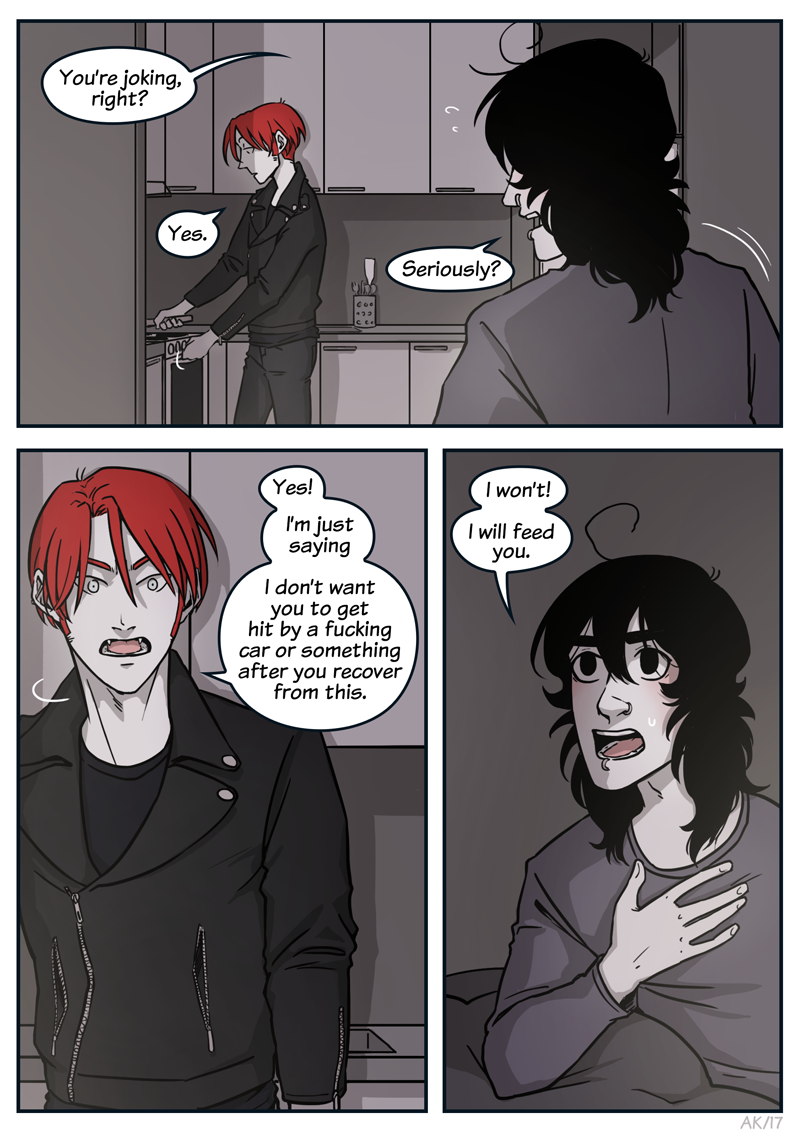 You're joking,
right?
Yes.
Seriously?
Yes!
I'm just
saying
I don't want
you to get
hit by a fucking
car or something
after you recover
from this.
I won't!
I will feed
you.
AK/17